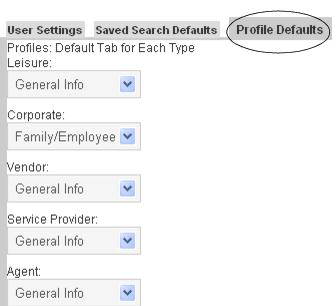 User Settings Saved Search Defaults Profile Defaults
Profiles: Default Tab for Each Type
Leisure:
General Info
Corporate:
Family/Employee
Vendor:
General Info
Service Provider:
General Info
Agent:
General Info